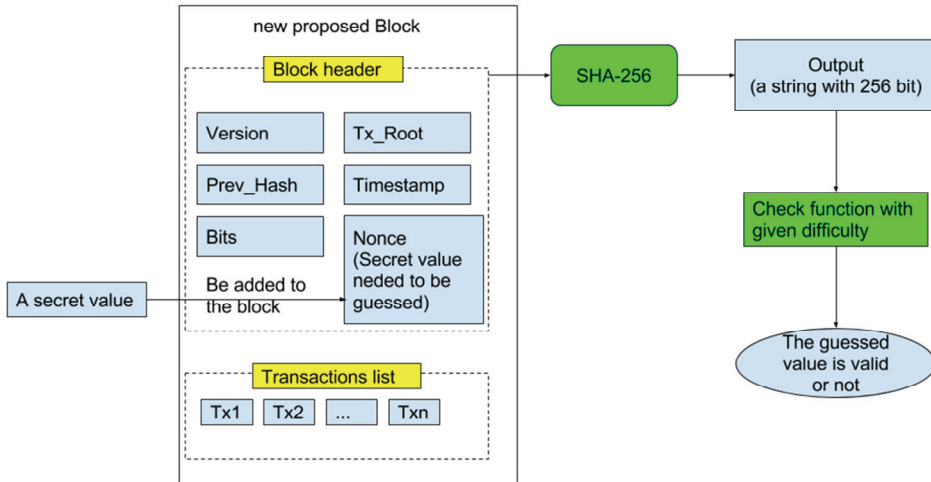 new proposed Block
Block header
SHA-256
Output
(a string with 256 bit)
Version
Tx_Root
Prev_Hash
Timestamp
Bits
Nonce
(Secret value
neded to be
guessed)
Check function with
given difficulty
A secret value
Be added to
the block
The guessed
value is valid
or not
Transactions list
Tx1
Tx2
...
Txn